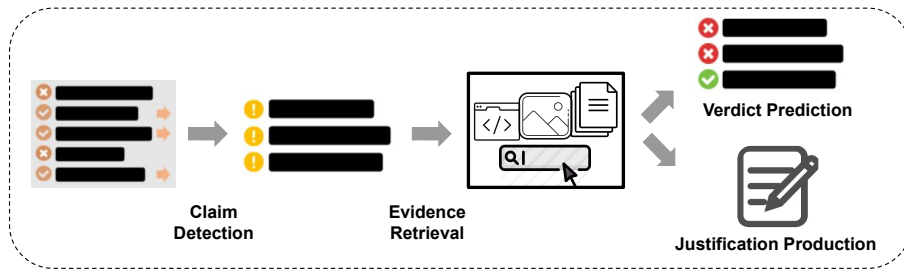 Claim
Detection
Evidence
Retrieval
</>
Verdict Prediction
Justification Production